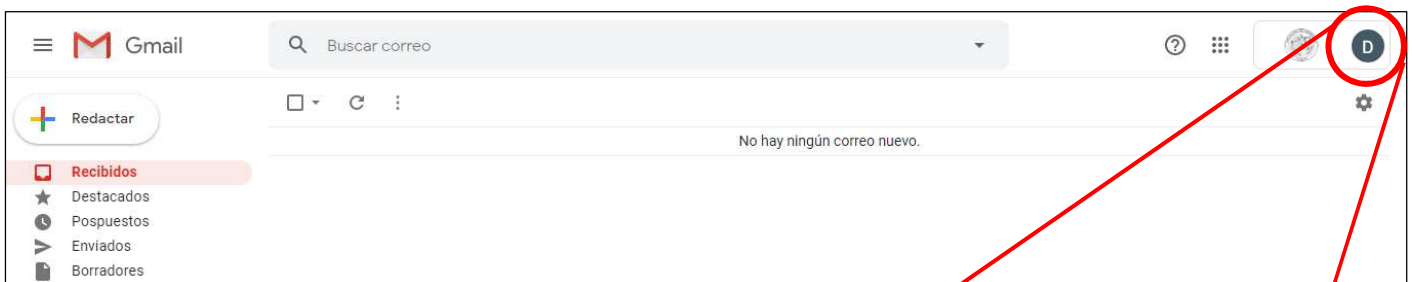 Gmail
Buscar correo
D
Redactar
No hay ningún correo nuevo.
Recibidos
Destacados
Pospuestos
Enviados
Borradores